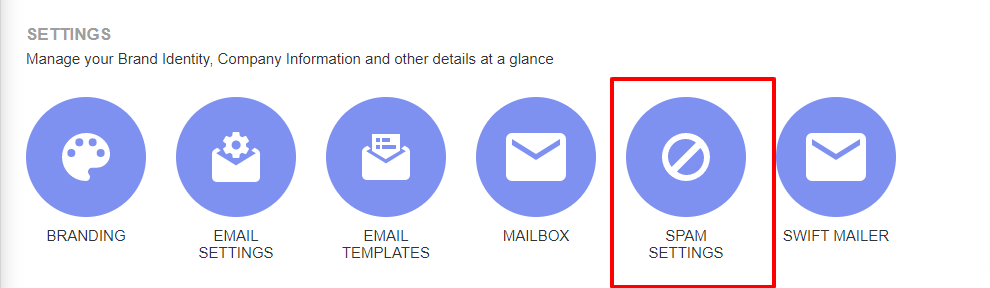 SETTINGS
Manage your Brand Identity, Company Information and other details at a glance
BRANDING
EMAIL
SETTINGS
EMAIL
TEMPLATES
MAILBOX
SPAM
SETTINGS
SWIFT MAILER